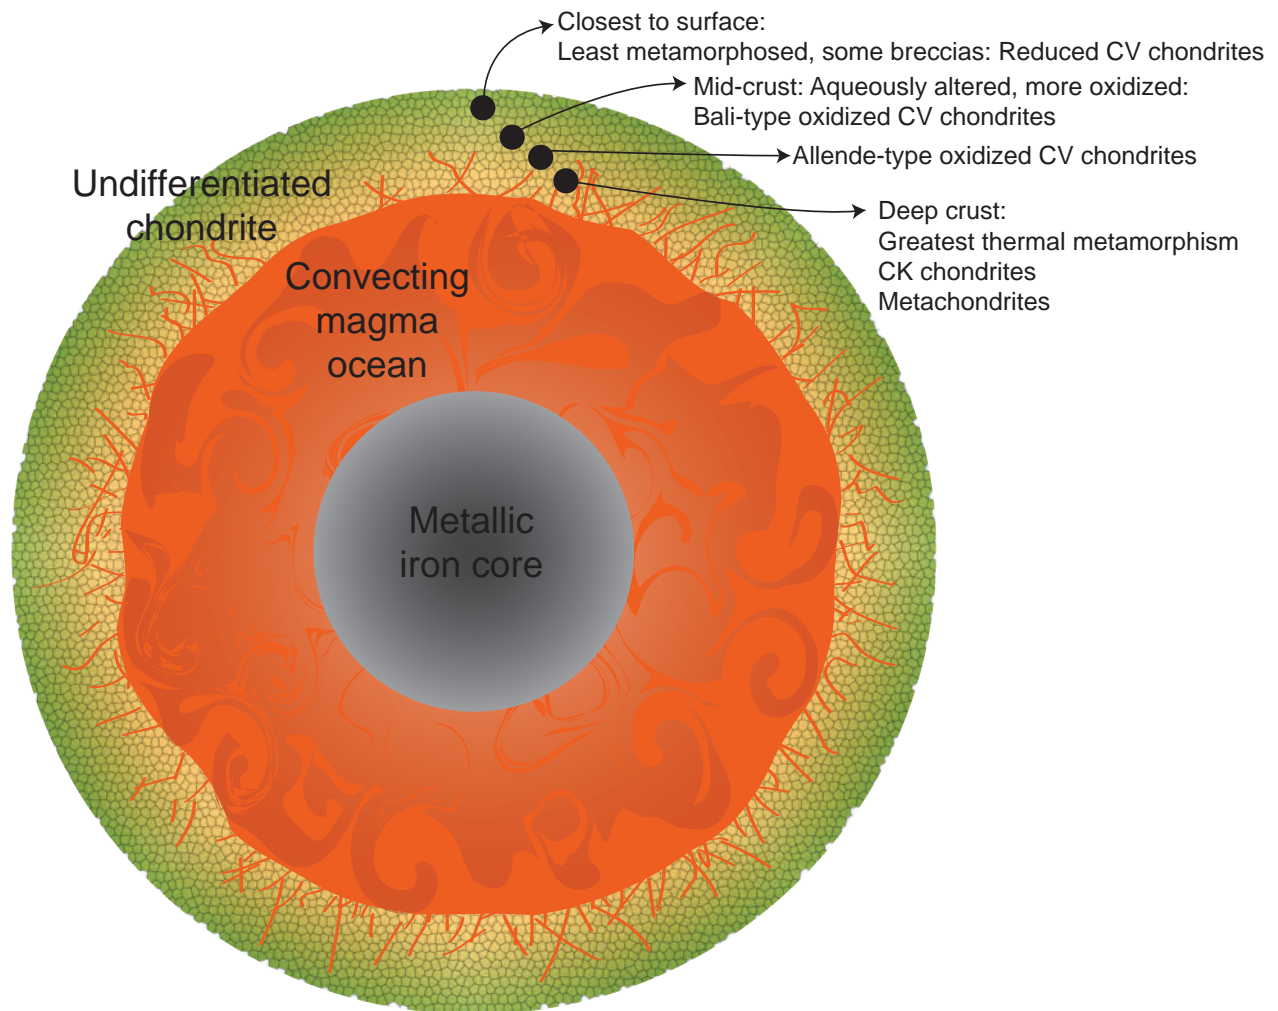 Closest to surface:
Least metamorphosed, some breccias: Reduced CV chondrites
Mid-crust: Aqueously altered, more oxidized:
Bali-type oxidized CV chondrites
Allende-type oxidized CV chondrites
Undifferentiated
chondrite
Deep crust:
Greatest thermal metamorphism
CK chondrites
Metachondrites
Convecting
magma
ocean
Metallic
iron core